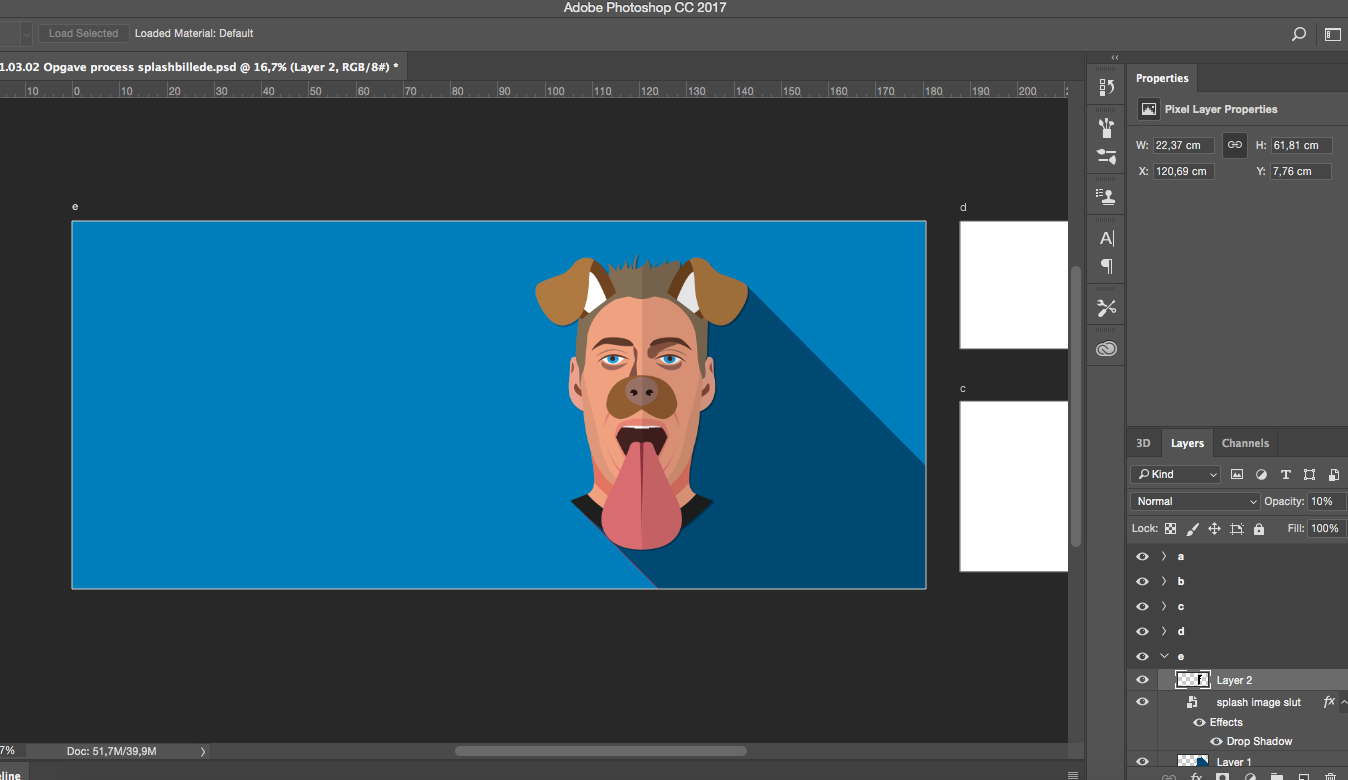 Adobe Photoshop CC 2017
Load Selected Loaded Material: Default
1.03.02 Opgave process splashbillede.psd @ 16,7% (Layer 2, RGB/8#) *
10 0 10 20 30 40 50 60 70 80 90 100 110 120 130 140 150 160 170 180 190 200
Properties
Pixel Layer Properties
W: 22,37 cm H: 61,81 cm
X: 120,69 cm Y: 7,76 cm
e
d
c
3D Layers Channels
Kind
Normal Opacity: 10%
Lock: Fill: 100%
a
b
c
d
e
Layer 2
splash image slut fx
Effects
Drop Shadow
Layer 1
7% Doc: 51,7M/39,9M
eline
fx